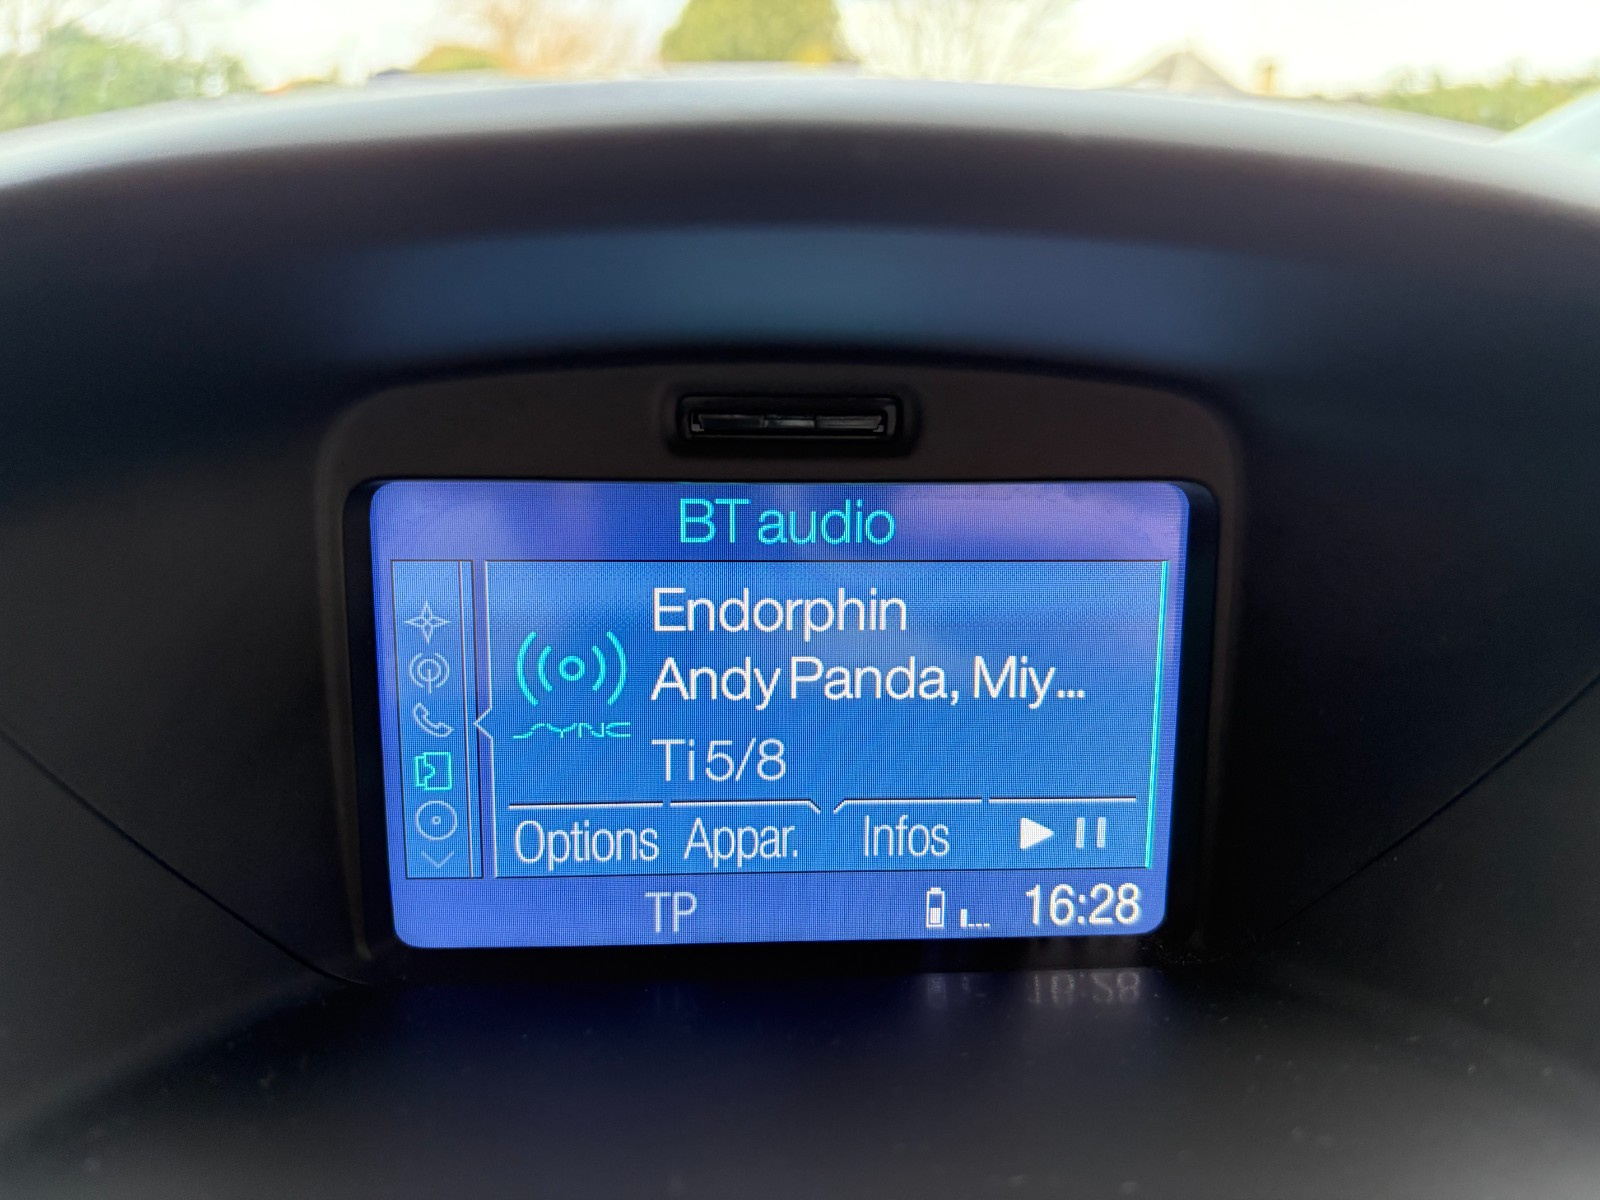 BT audio
Endorphin
Andy Panda, Miy...
SYNC
Ti 5/8
Options Appar. Infos
TP 16:28